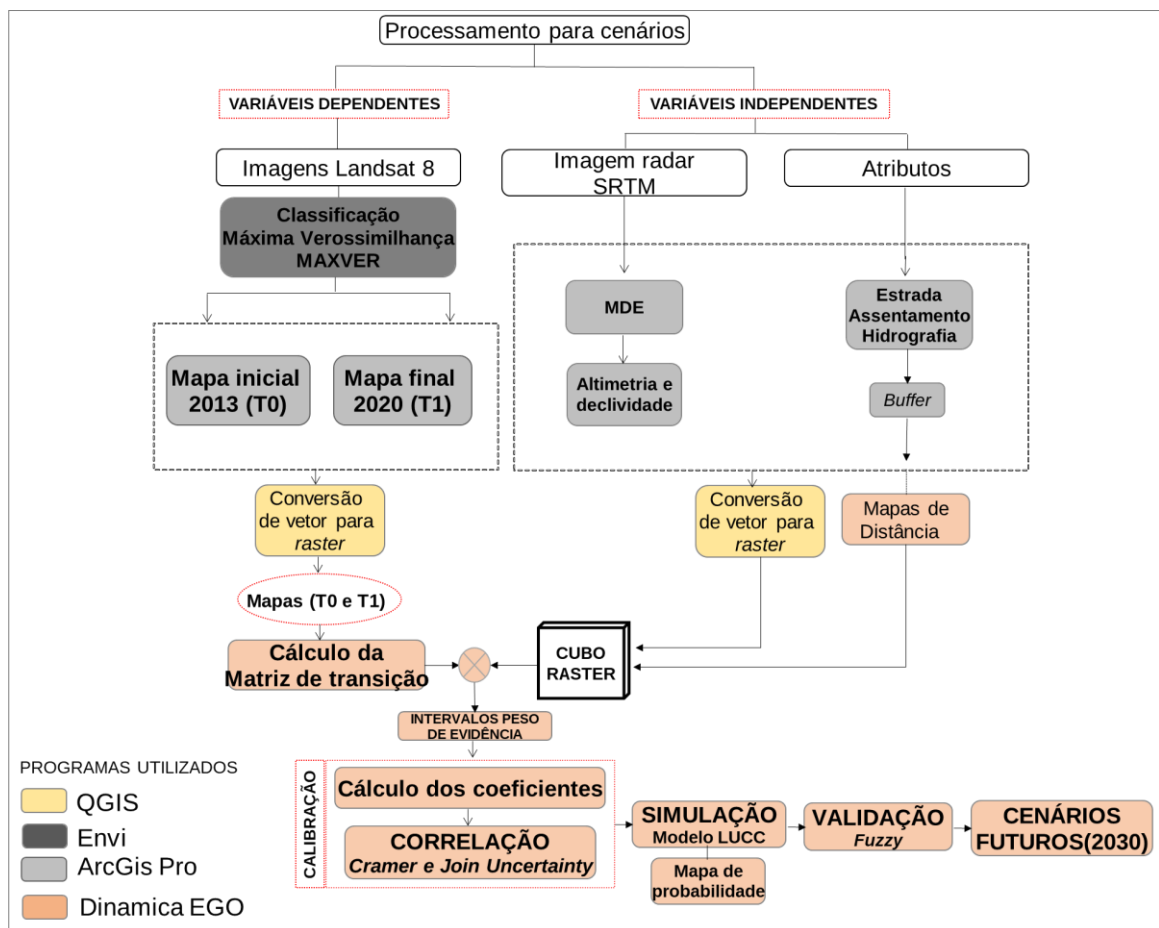 Processamento para cenários
VARIÁVEIS DEPENDENTES
VARIÁVEIS INDEPENDENTES
Imagens Landsat 8
Imagem radar
SRTM
Atributos
Classificação
Máxima Verossimilhança
MAXVER
MDE
Estrada
Assentamento
Hidrografia
Mapa inicial
2013 (T0)
Mapa final
2020 (T1)
Altimetria e
declividade
Buffer
Conversão
de vetor para
raster
Conversão
de vetor para
raster
Mapas de
Distância
Mapas (T0 e T1)
Cálculo da
Matriz de transição
CUBO
RASTER
INTERVALOS PESO
DE EVIDÊNCIA
CALIBRAÇÃO
Cálculo dos coeficientes
CORRELAÇÃO
Cramer e Join Uncertainty
SIMULAÇÃO
Modelo LUCC
Mapa de
probabilidade
VALIDAÇÃO
Fuzzy
CENÁRIOS
FUTUROS(2030)
PROGRAMAS UTILIZADOS
QGIS
Envi
ArcGis Pro
Dinamica EGO